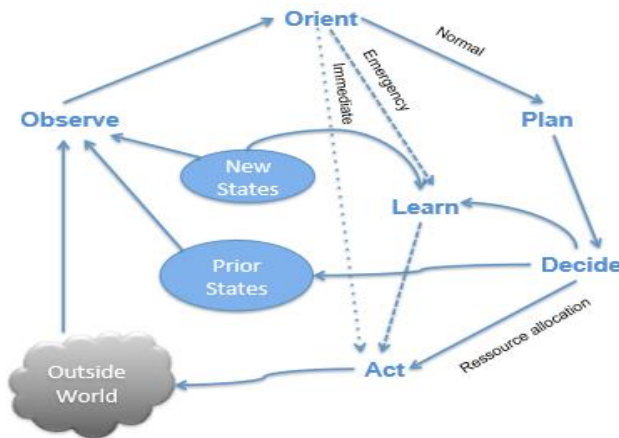 Orient
Normal
Emergency
Immediate
Observe
Plan
New
States
Learn
Prior
States
Decide
Ressource allocation
Outside
World
Act